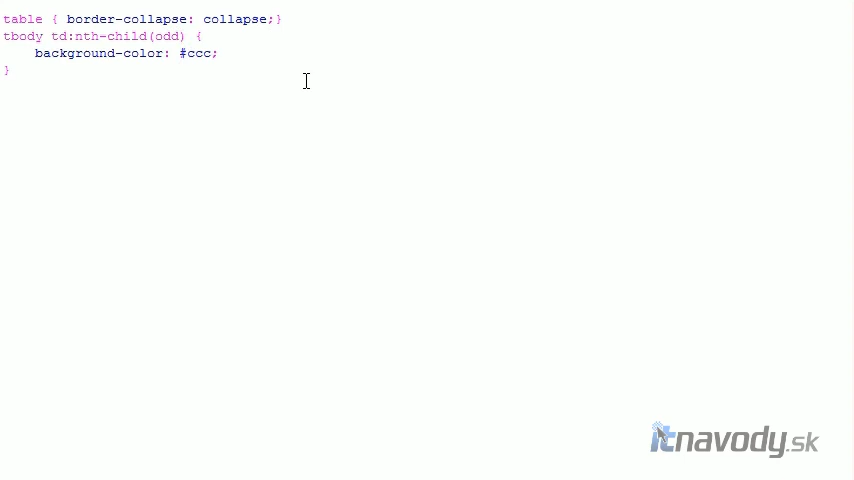 table { border-collapse: collapse;}
tbody td:nth-child(odd) {
    background-color: #ccc;
}
itnavody.sk